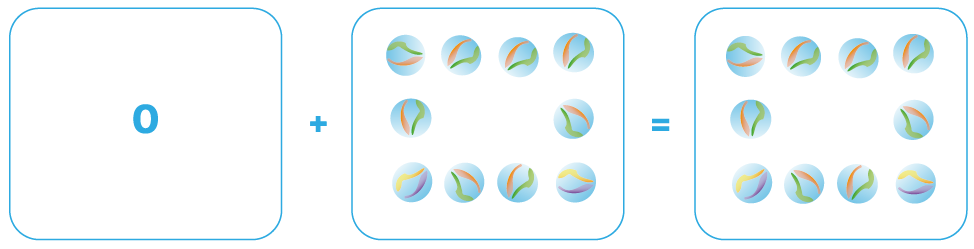 0 + =